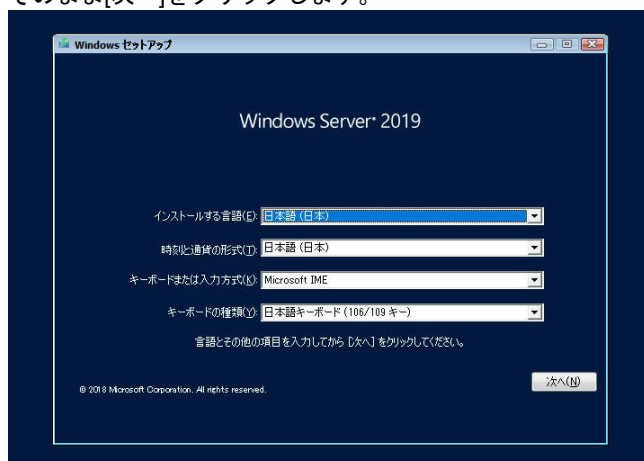 そのまま[次へ]をクリックします。
Windows セットアップ
Windows Server 2019
インストールする言語(E): 日本語 (日本)
時刻と通貨の形式(T): 日本語 (日本)
キーボードまたは入力方式(K): Microsoft IME
キーボードの種類(Y): 日本語キーボード (106/109 キー)
言語とその他の項目を入力してから [次へ] をクリックしてください。
© 2018 Microsoft Corporation. All rights reserved.
次へ(N)